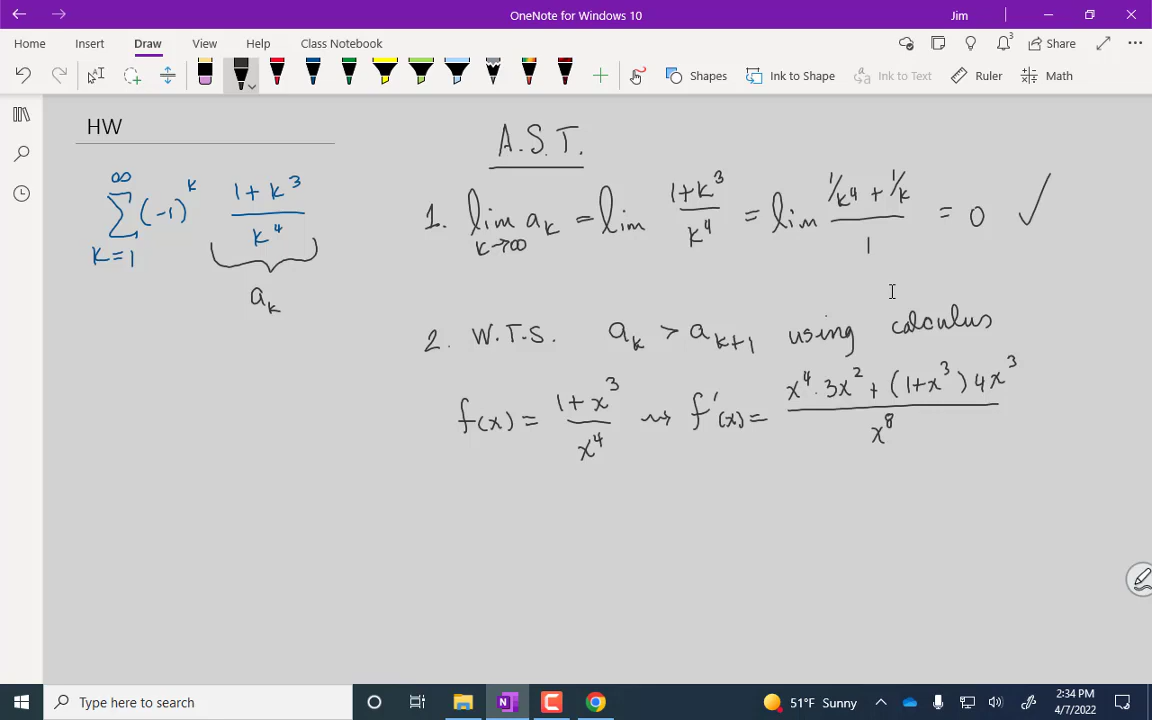 OneNote for Windows 10
Jim
Home Insert Draw View Help Class Notebook
Share
Shapes Ink to Shape Ink to Text Ruler Math
HW
A.S.T.
∞
∑ (-1)^k (1+k^3)/(k^4)
k=1
a_k
1. lim_{k→∞} a_k = lim (1+k^3)/(k^4) = lim (1/k^4 + 1/k)/1 = 0 ✓
2. W.T.S. a_k > a_{k+1} using calculus
f(x) = (1+x^3)/(x^4) ⇝ f'(x) = (x^4·3x^2+(1+x^3)4x^3)/(x^8)
Type here to search
51°F Sunny
2:34 PM
4/7/2022